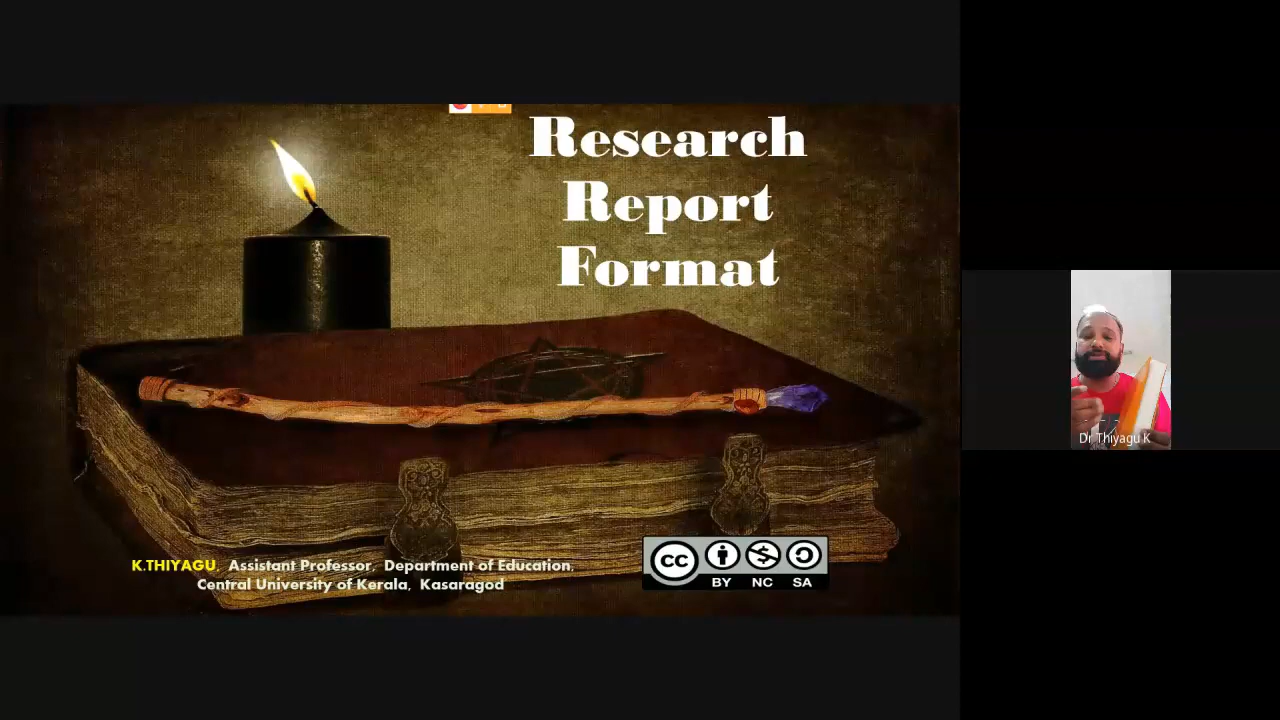 Research
Report
Format
K.THIYAGU, Assistant Professor, Department of Education,
Central University of Kerala, Kasaragod
cc
BY NC SA
Dr Thiyagu K